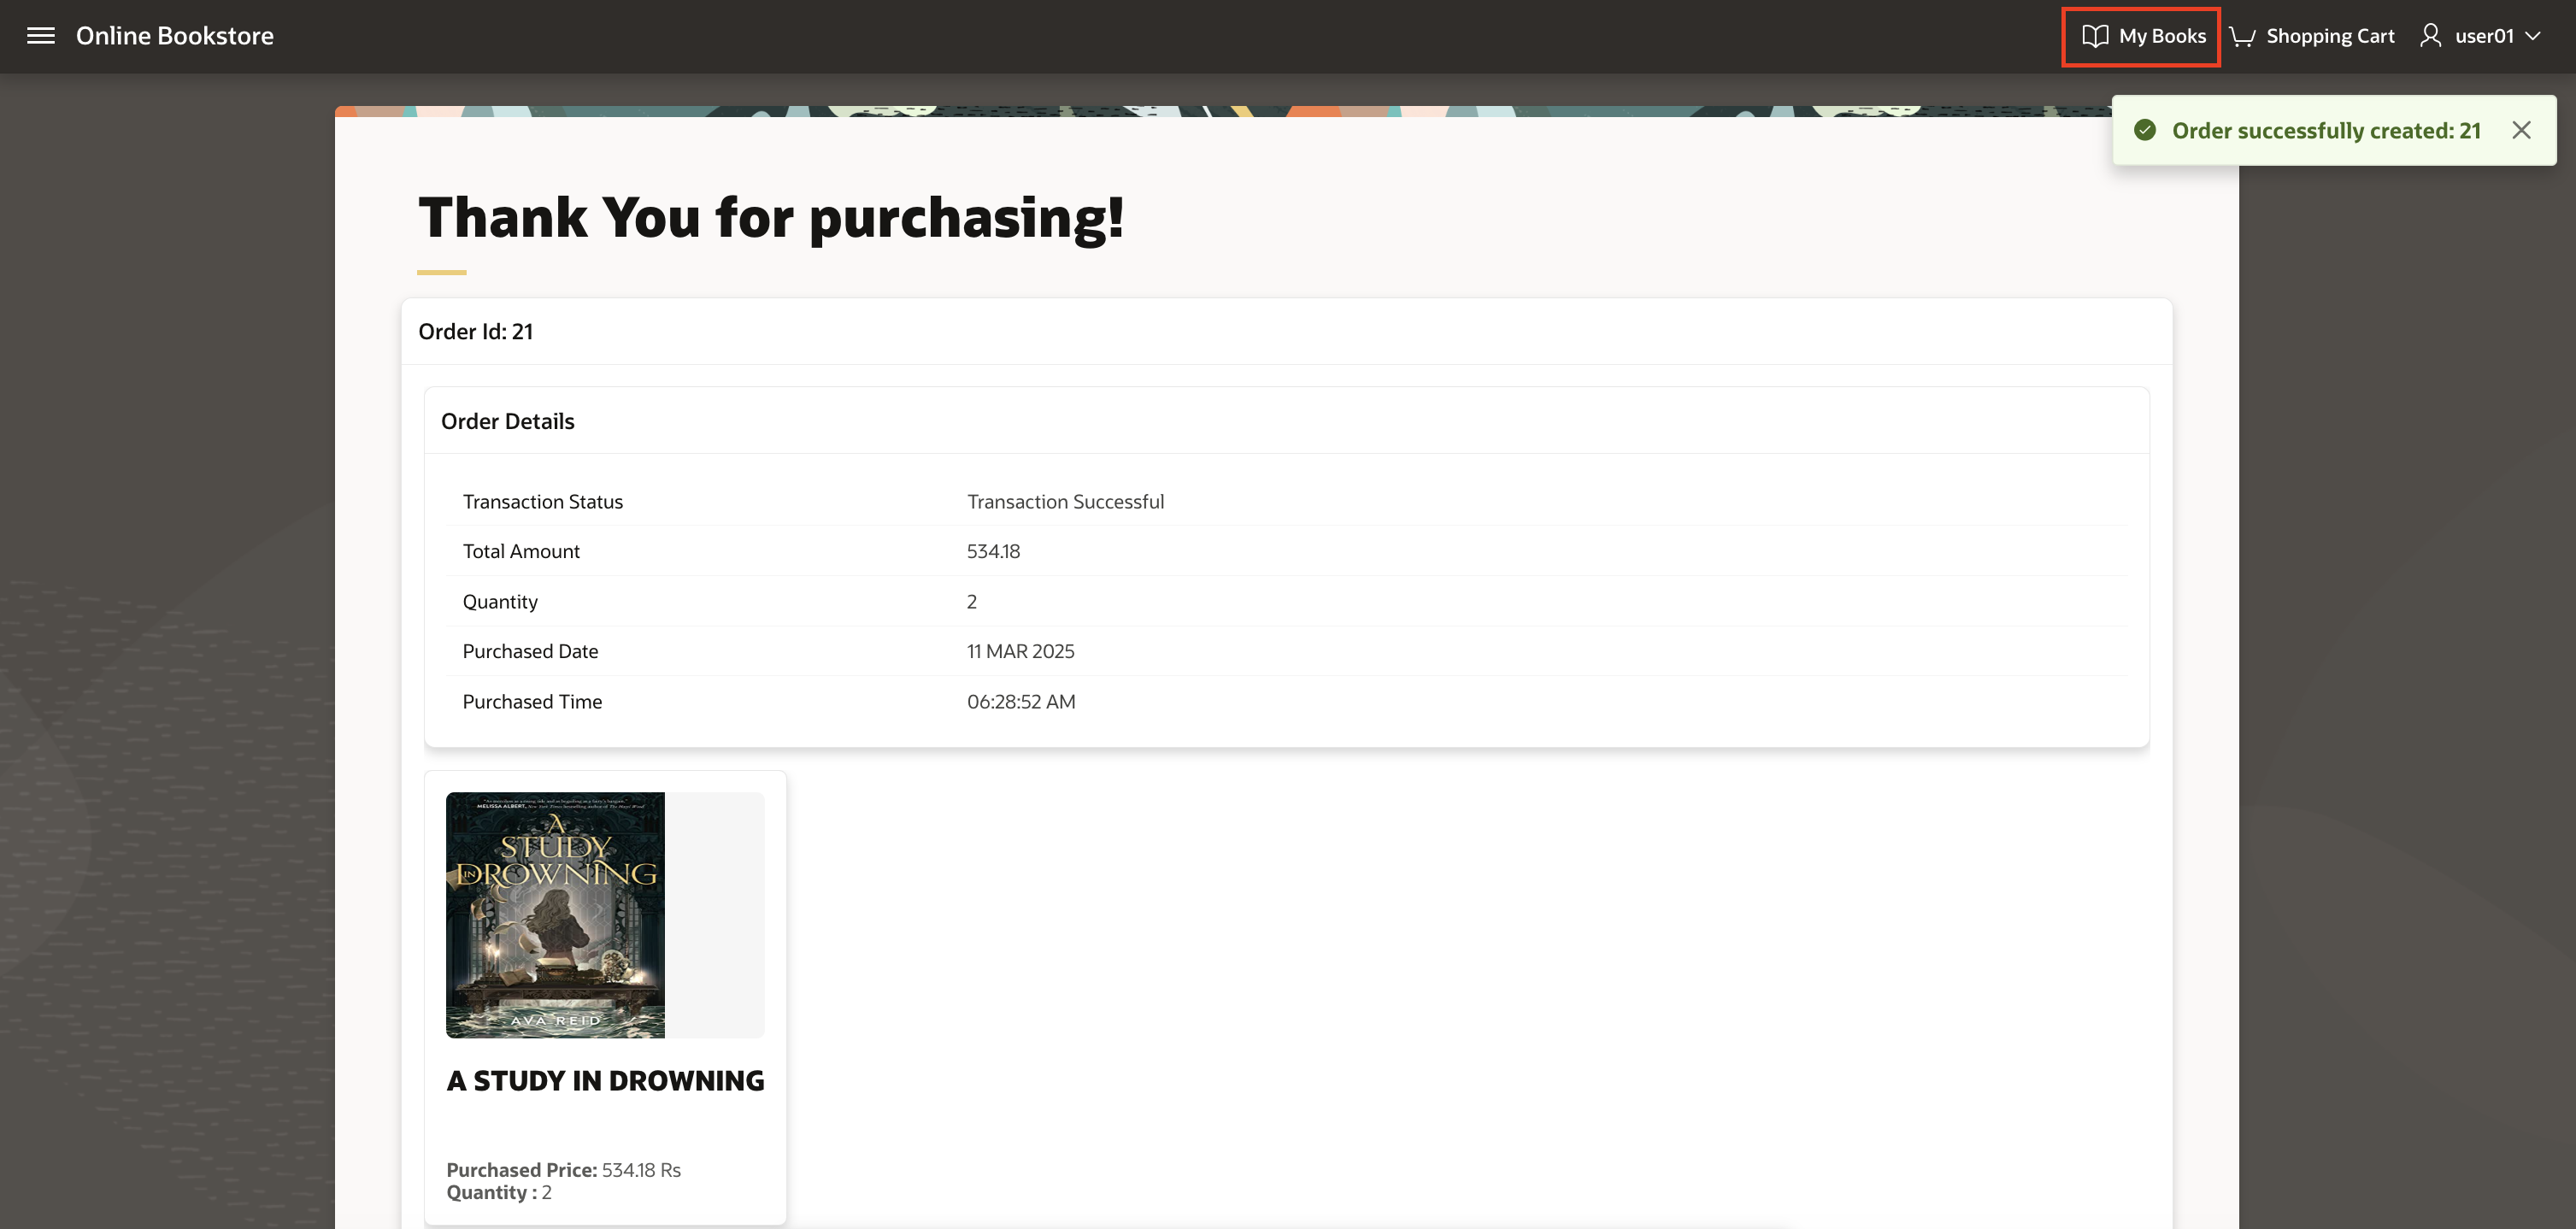 Online Bookstore
My Books
Shopping Cart
user01
Order successfully created: 21
Thank You for purchasing!
Order Id: 21
Order Details
Transaction Status Transaction Successful
Total Amount 534.18
Quantity 2
Purchased Date 11 MAR 2025
Purchased Time 06:28:52 AM
A
STUDY
IN DROWNING
AVA REID
A STUDY IN DROWNING
Purchased Price: 534.18 Rs
Quantity : 2